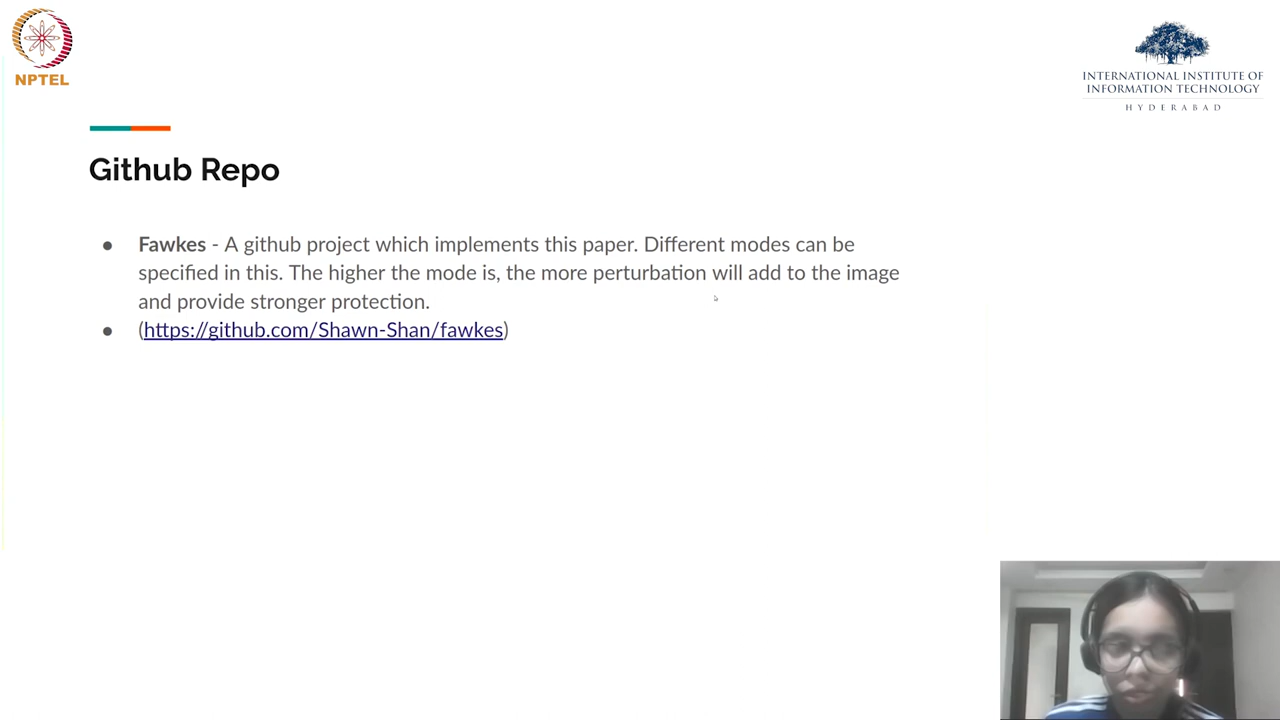 NPTEL
INTERNATIONAL INSTITUTE OF
INFORMATION TECHNOLOGY
HYDERABAD
Github Repo
● Fawkes - A github project which implements this paper. Different modes can be
specified in this. The higher the mode is, the more perturbation will add to the image
and provide stronger protection.
● (https://github.com/Shawn-Shan/fawkes)